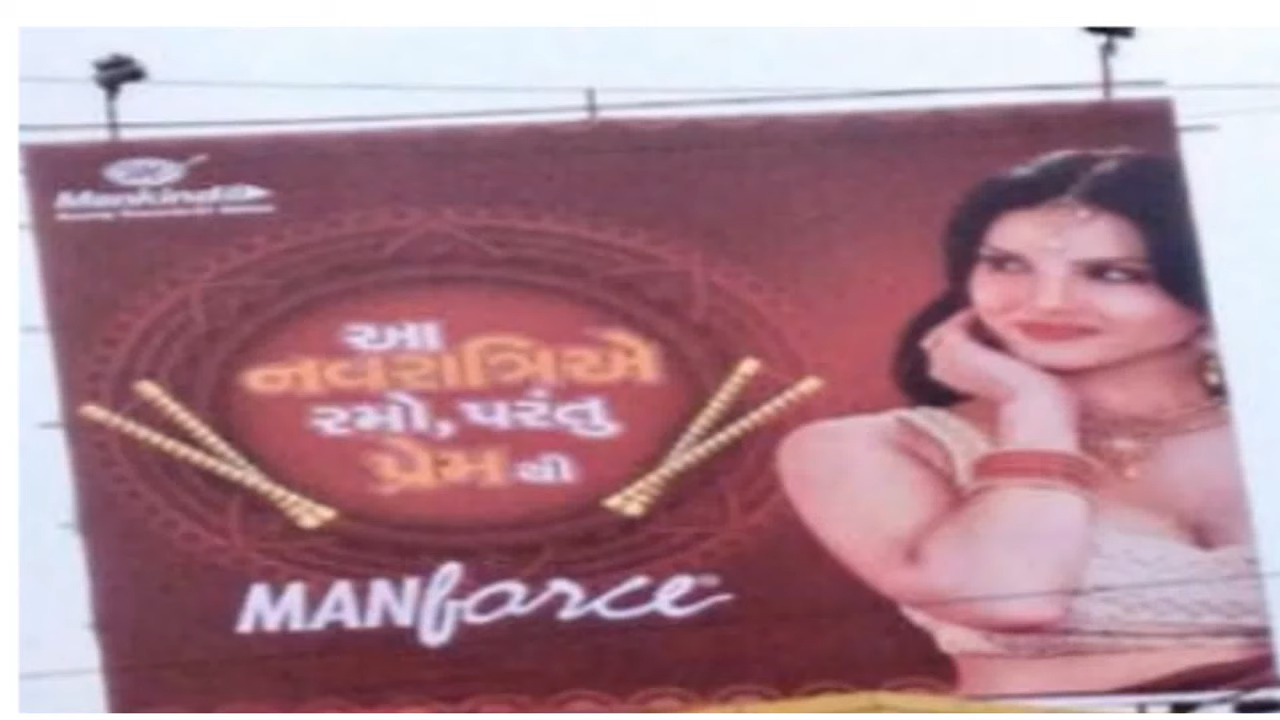 Mankind
આ
નવરાત્રિએ
રમો, પરંતુ
પ્રેમ થી
MANforce